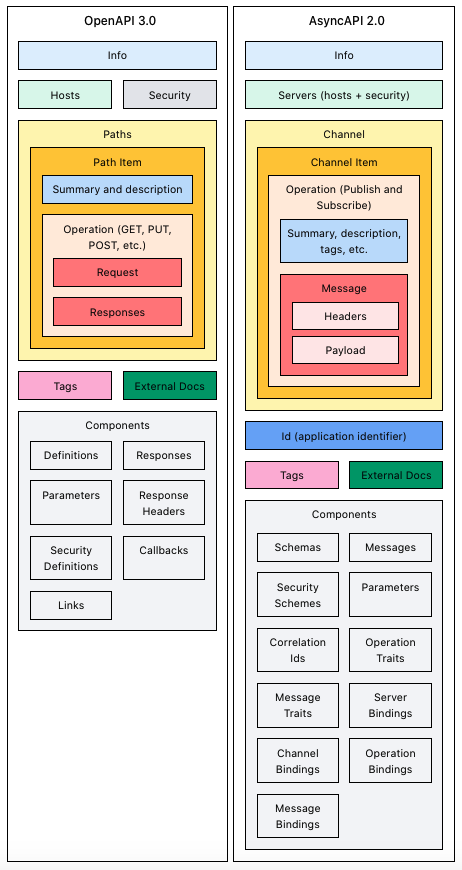 OpenAPI 3.0
Info
Hosts
Security
Paths
Path Item
Summary and description
Operation (GET, PUT,
POST, etc.)
Request
Responses
Tags
External Docs
Components
Definitions
Responses
Parameters
Response
Headers
Security
Definitions
Callbacks
Links
AsyncAPI 2.0
Info
Servers (hosts + security)
Channel
Channel Item
Operation (Publish and
Subscribe)
Summary, description,
tags, etc.
Message
Headers
Payload
Id (application identifier)
Tags
External Docs
Components
Schemas
Messages
Security
Schemes
Parameters
Correlation
Ids
Operation
Traits
Message
Traits
Server
Bindings
Channel
Bindings
Operation
Bindings
Message
Bindings